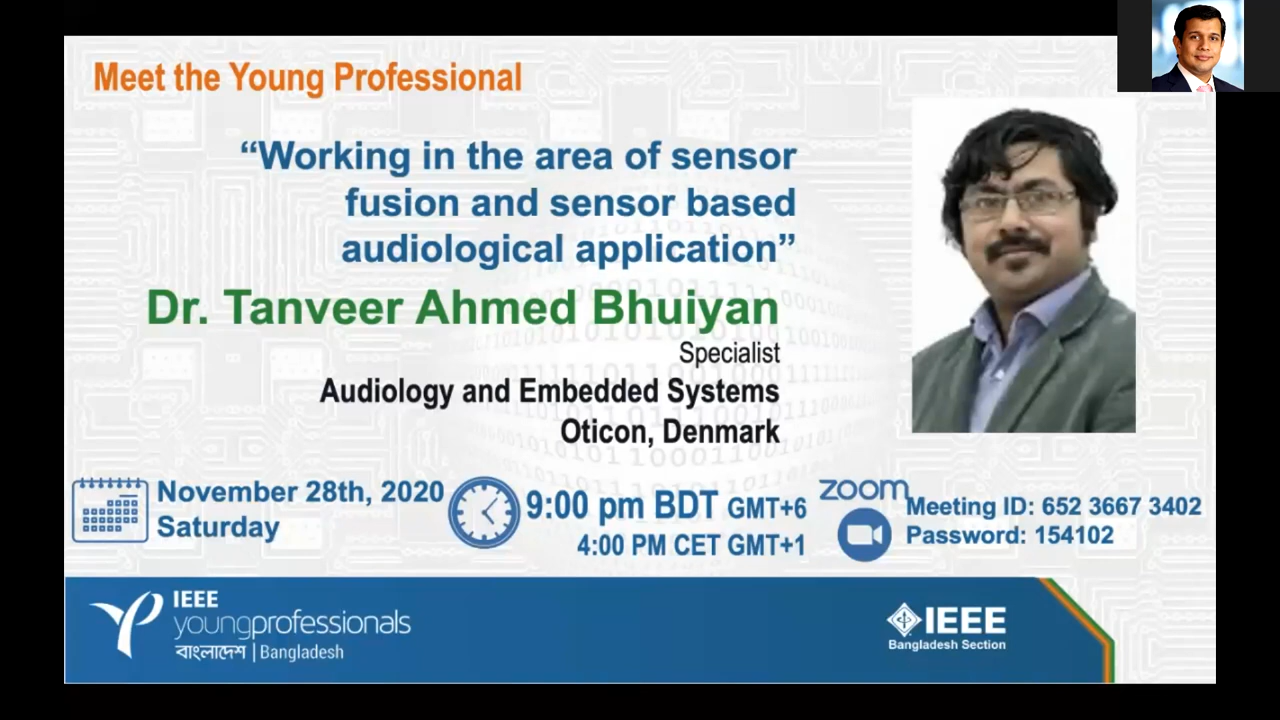 Meet the Young Professional
“Working in the area of sensor
fusion and sensor based
audiological application”
Dr. Tanveer Ahmed Bhuiyan
Specialist
Audiology and Embedded Systems
Oticon, Denmark
November 28th, 2020
Saturday
9:00 pm BDT GMT+6
4:00 PM CET GMT+1
zoom
Meeting ID: 652 3667 3402
Password: 154102
IEEE
youngprofessionals
বাংলাদেশ | Bangladesh
IEEE
Bangladesh Section